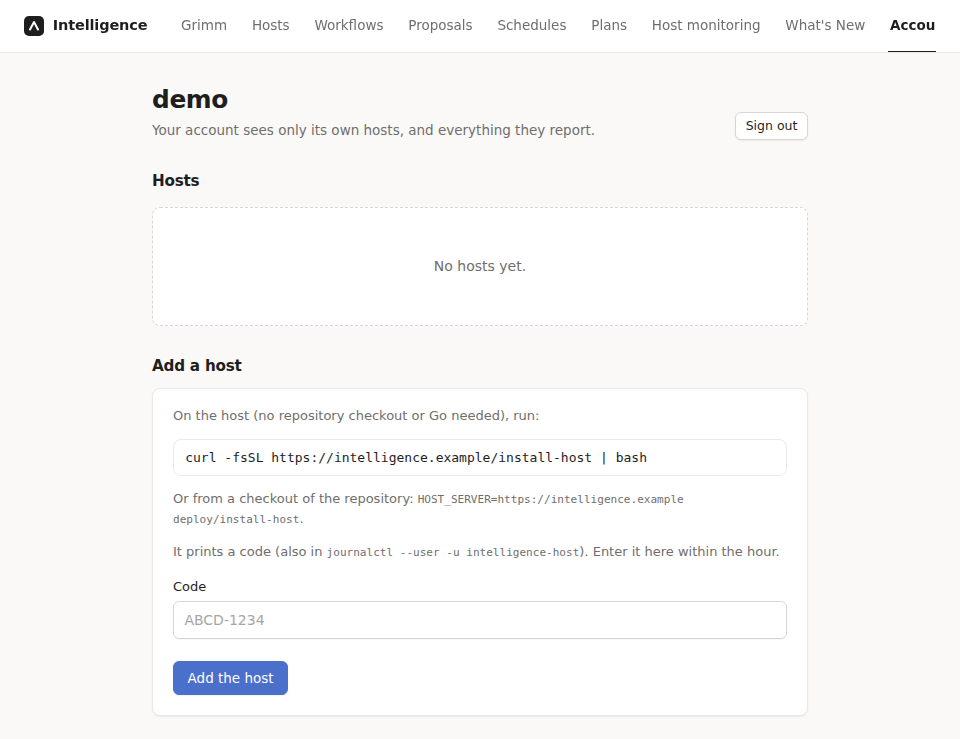 Intelligence Grimm Hosts Workflows Proposals Schedules Plans Host monitoring What's New Accou
demo
Your account sees only its own hosts, and everything they report.
Sign out
Hosts
No hosts yet.
Add a host
On the host (no repository checkout or Go needed), run:
curl -fsSL https://intelligence.example/install-host | bash
Or from a checkout of the repository: HOST_SERVER=https://intelligence.example
deploy/install-host.
It prints a code (also in journalctl --user -u intelligence-host). Enter it here within the hour.
Code
ABCD-1234
Add the host